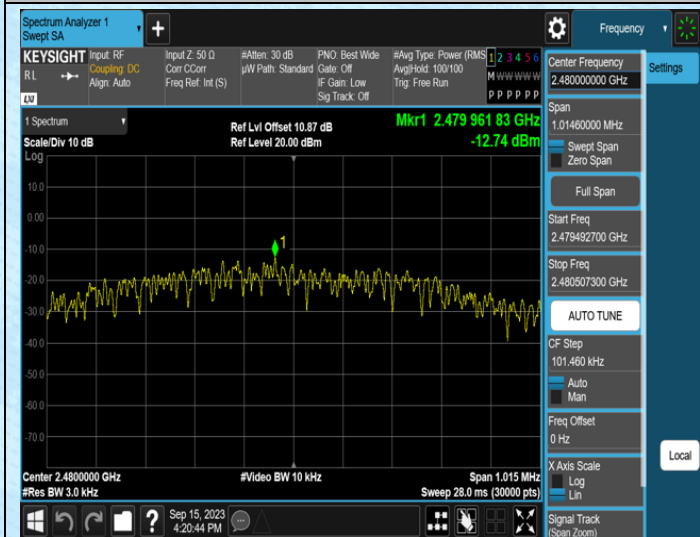 Spectrum Analyzer 1
Swept SA
Frequency
KEYSIGHT
Input: RF
Coupling: DC
Align: Auto
Input Z: 50 Ω
Corr CCorr
Freq Ref: Int (S)
#Atten: 30 dB
µW Path: Standard
PNO: Best Wide
Gate: Off
IF Gain: Low
Sig Track: Off
#Avg Type: Power (RMS
Avg|Hold: 100/100
Trig: Free Run
1 2 3 4 5 6
M W W W W W
P P P P P P
RL
LXI
Center Frequency
2.480000000 GHz
Settings
Span
1.01460000 MHz
Swept Span
Zero Span
Full Span
Start Freq
2.479492700 GHz
Stop Freq
2.480507300 GHz
AUTO TUNE
CF Step
101.460 kHz
Auto
Man
Freq Offset
0 Hz
X Axis Scale
Log
Lin
Local
Signal Track
(Span Zoom)
1 Spectrum
Scale/Div 10 dB
Log
Ref Lvl Offset 10.87 dB
Ref Level 20.00 dBm
Mkr1 2.479 961 83 GHz
-12.74 dBm
10.0
0.00
-10.0
-20.0
-30.0
-40.0
-50.0
-60.0
-70.0
1
Center 2.4800000 GHz
#Res BW 3.0 kHz
#Video BW 10 kHz
Span 1.015 MHz
Sweep 28.0 ms (30000 pts)
Sep 15, 2023
4:20:44 PM